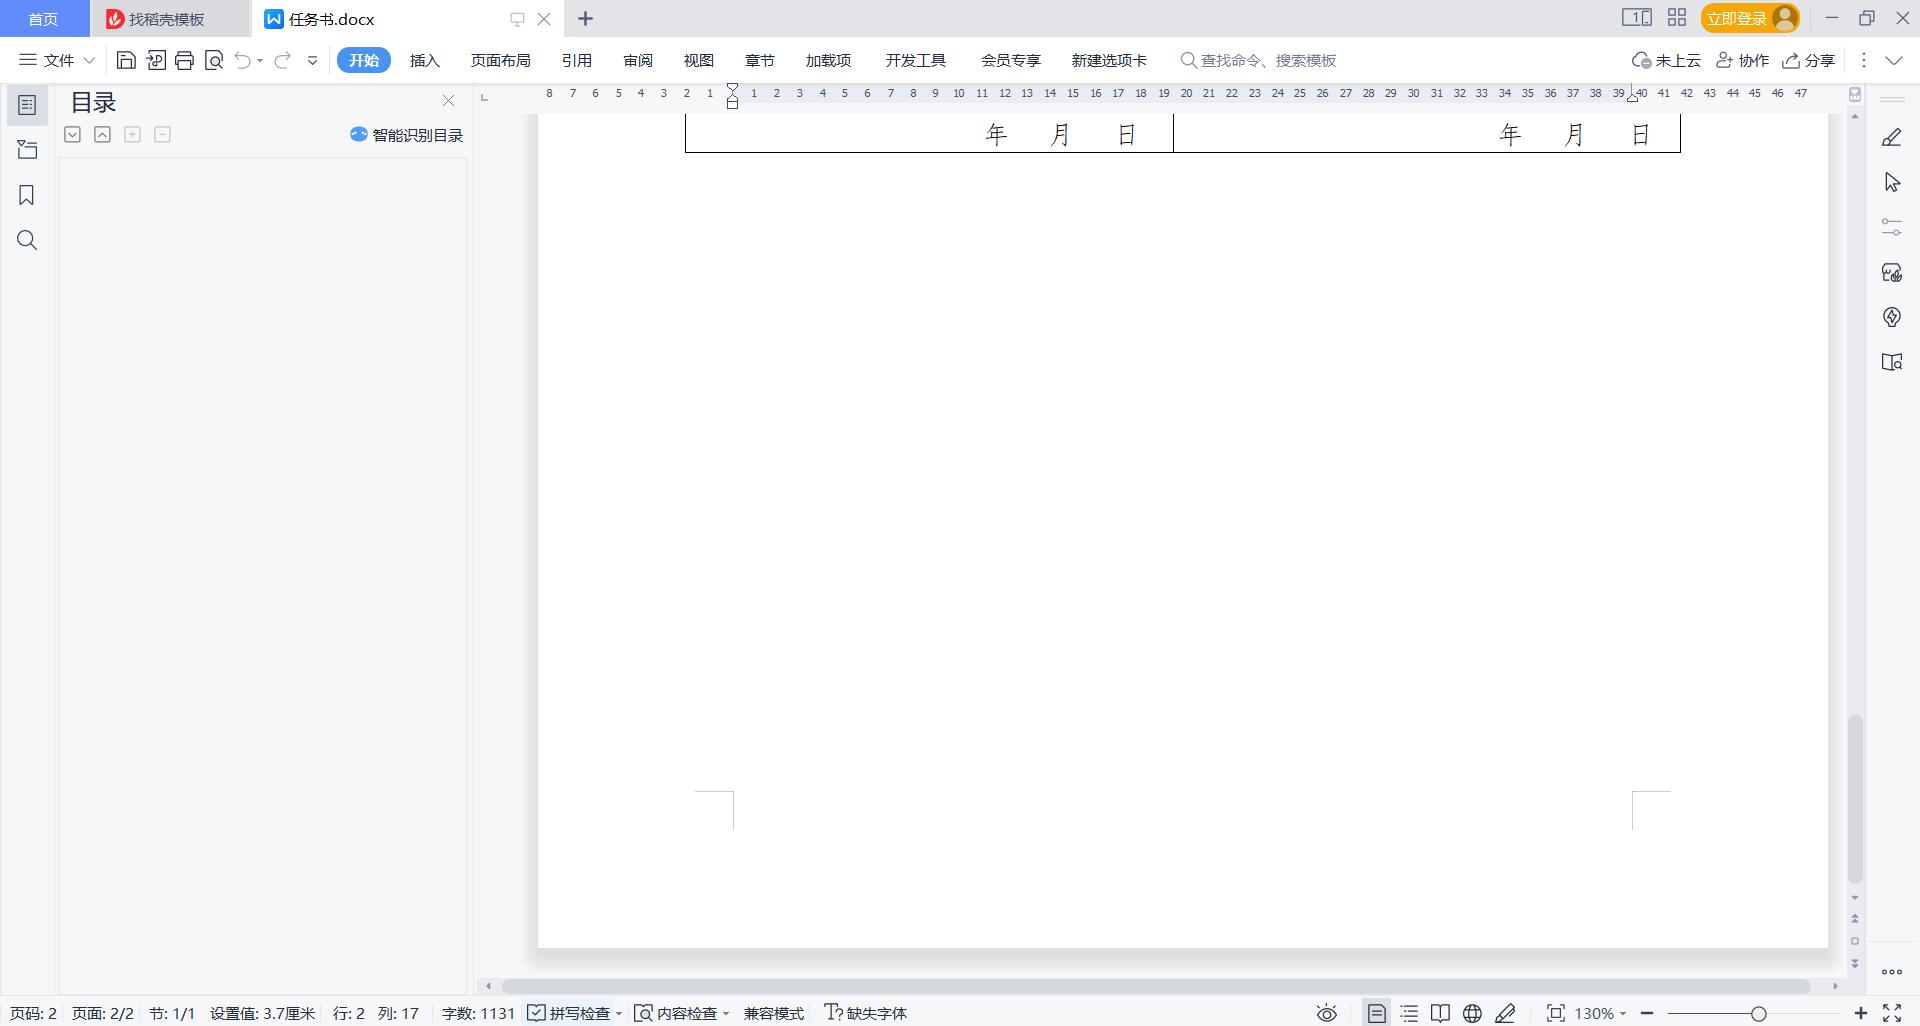 首页 找稻壳模板 任务书.docx 1 立即登录
文件 开始 插入 页面布局 引用 审阅 视图 章节 加载项 开发工具 会员专享 新建选项卡 查找命令、搜索模板 未上云 协作 分享
目录
8 7 6 5 4 3 2 1 1 2 3 4 5 6 7 8 9 10 11 12 13 14 15 16 17 18 19 20 21 22 23 24 25 26 27 28 29 30 31 32 33 34 35 36 37 38 39 40 41 42 43 44 45 46 47
智能识别目录
年 月 日 年 月 日
页码: 2 页面: 2/2 节: 1/1 设置值: 3.7厘米 行: 2 列: 17 字数: 1131 拼写检查 内容检查 兼容模式 缺失字体 130%